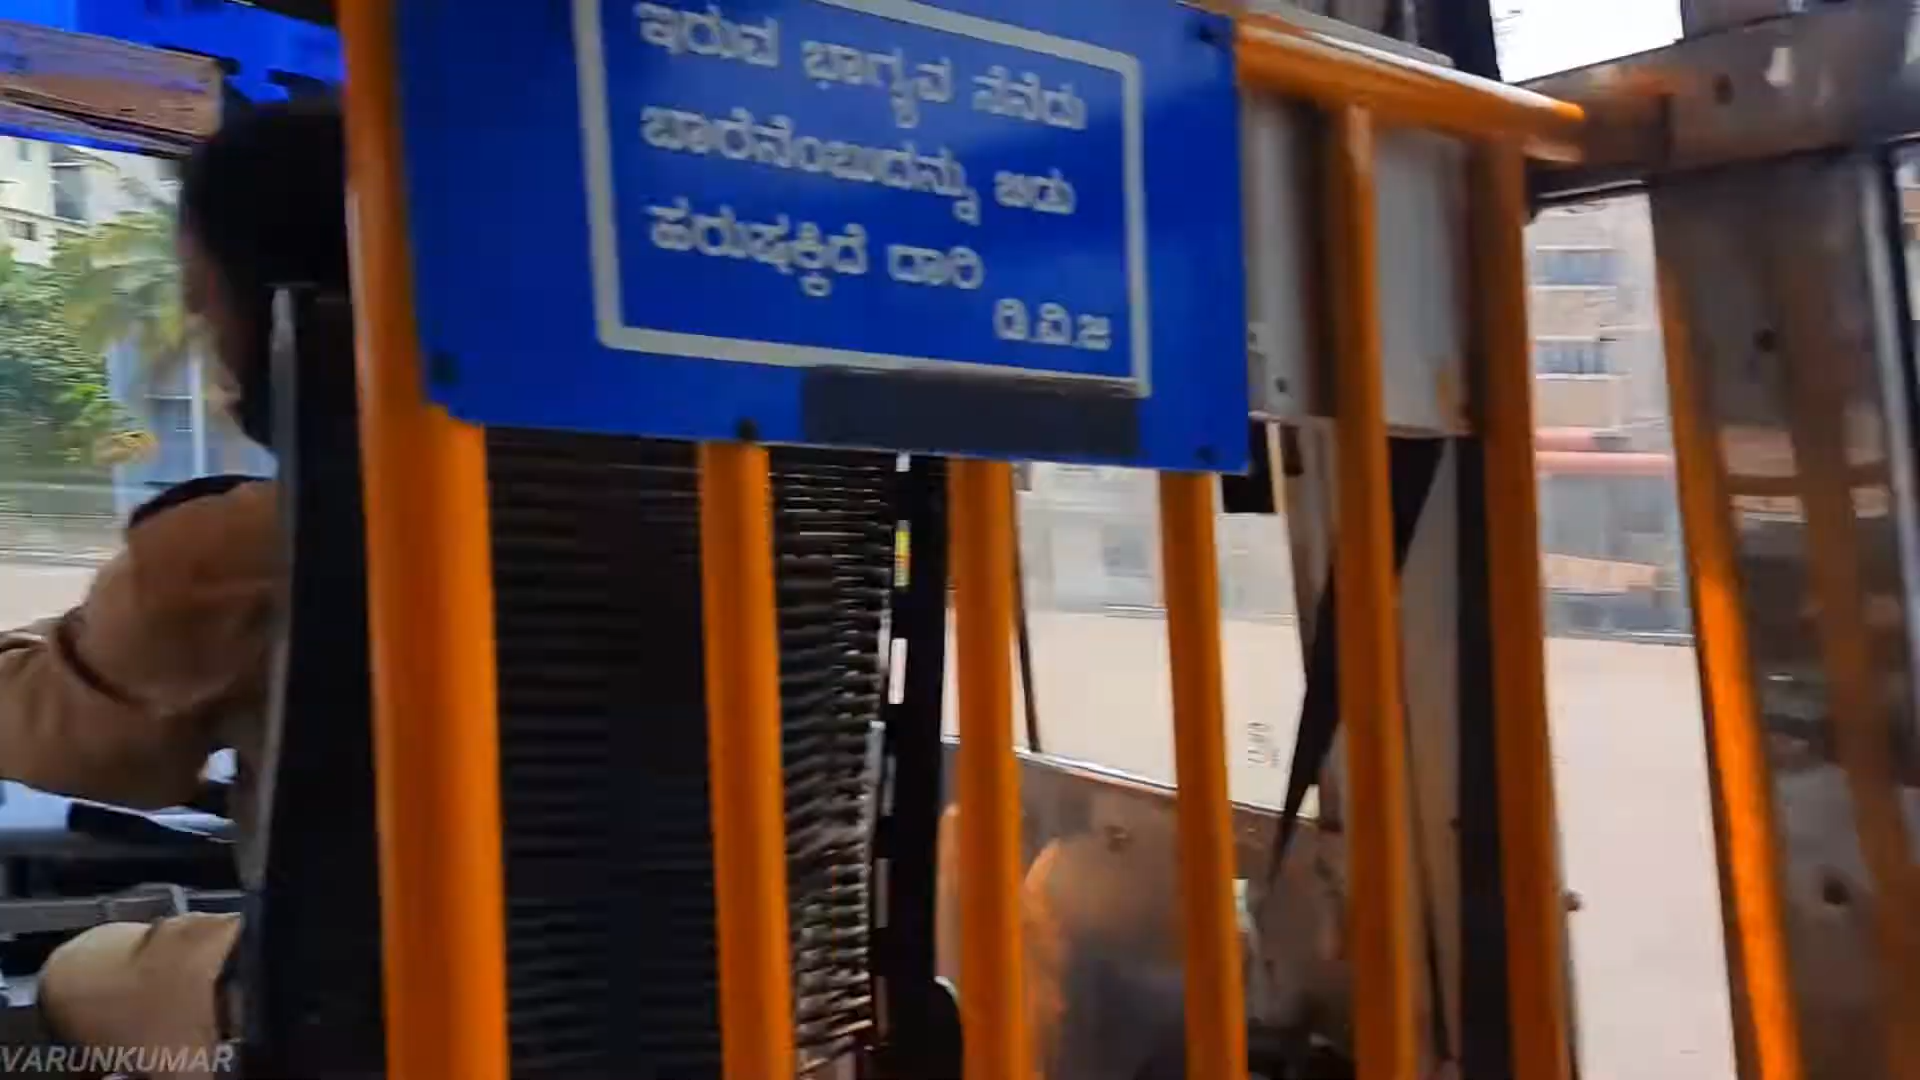 ಇರುವ ಭಾಗ್ಯವ ನೆನೆದು
ಬಾರೆನೆಂಬುದನ್ನು ಬಿಡು
ಹರುಷಕ್ಕಿದೆ ದಾರಿ
ಡಿ.ವಿ.ಜಿ
VARUNKUMAR